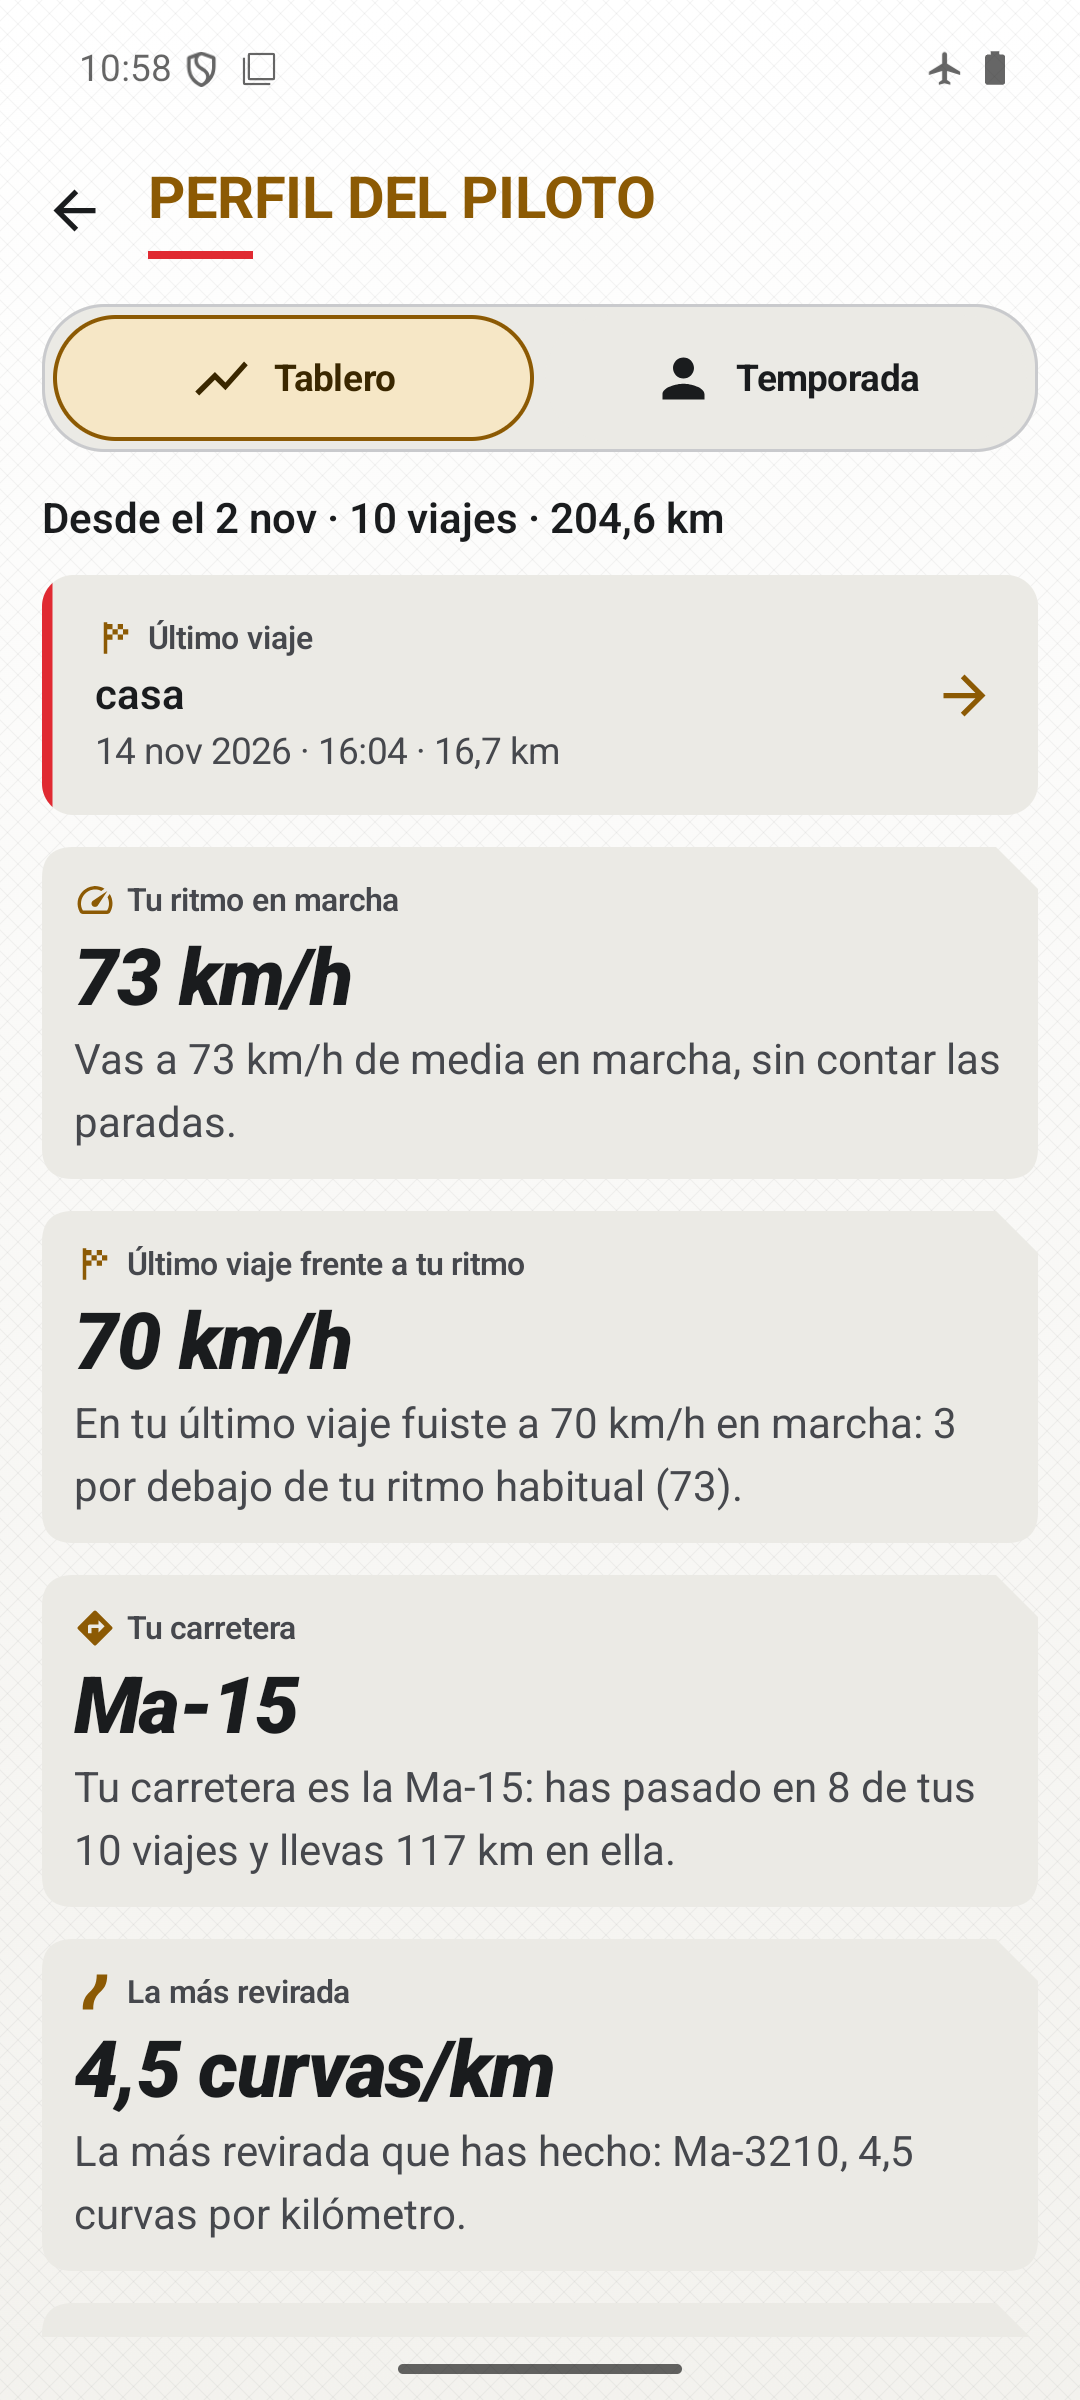 10:58
PERFIL DEL PILOTO
Tablero
Temporada
Desde el 2 nov · 10 viajes · 204,6 km
Último viaje
casa
14 nov 2026 · 16:04 · 16,7 km
Tu ritmo en marcha
73 km/h
Vas a 73 km/h de media en marcha, sin contar las
paradas.
Último viaje frente a tu ritmo
70 km/h
En tu último viaje fuiste a 70 km/h en marcha: 3
por debajo de tu ritmo habitual (73).
Tu carretera
Ma-15
Tu carretera es la Ma-15: has pasado en 8 de tus
10 viajes y llevas 117 km en ella.
La más revirada
4,5 curvas/km
La más revirada que has hecho: Ma-3210, 4,5
curvas por kilómetro.